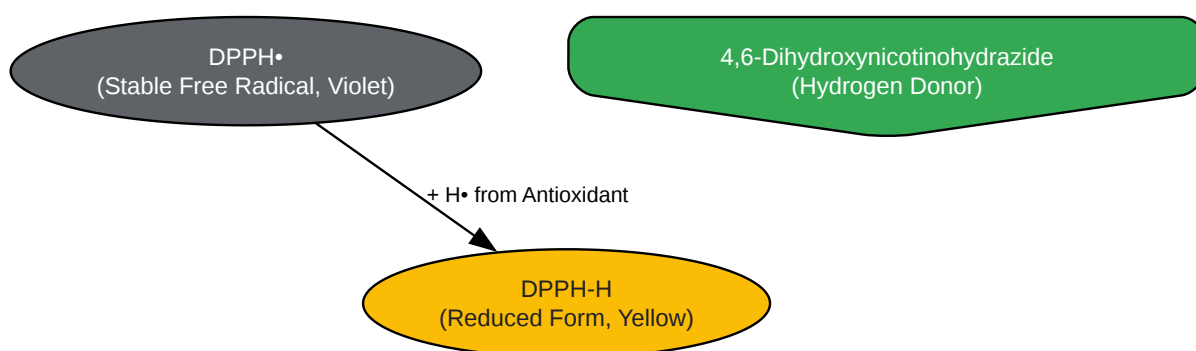 DPPH•
(Stable Free Radical, Violet)
4,6-Dihydroxynicotinohydrazide
(Hydrogen Donor)
+ H• from Antioxidant
DPPH-H
(Reduced Form, Yellow)